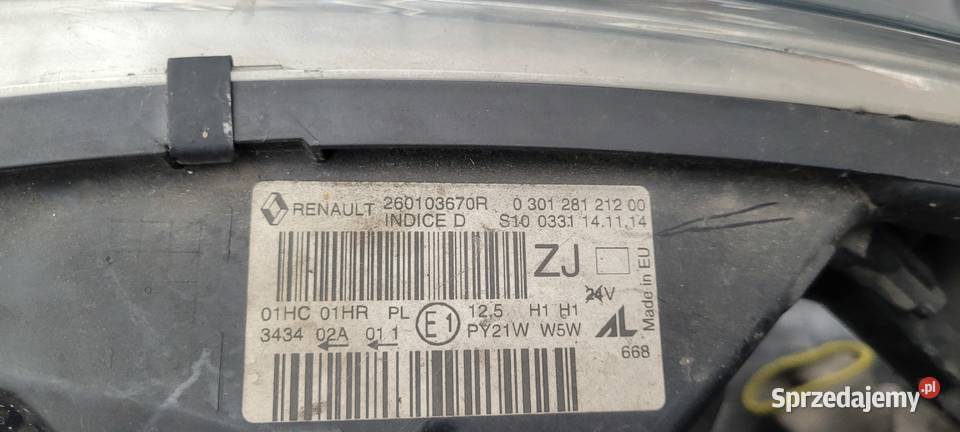 RENAULT 260103670R 0 301 281 212 00
INDICE D S10 0331 14.11.14
ZJ
24V
Made in EU
01HC 01HR PL E1 12,5 H1 H1
3434 02A 01 1 PY21W W5W AL
668
Sprzedajemy.pl